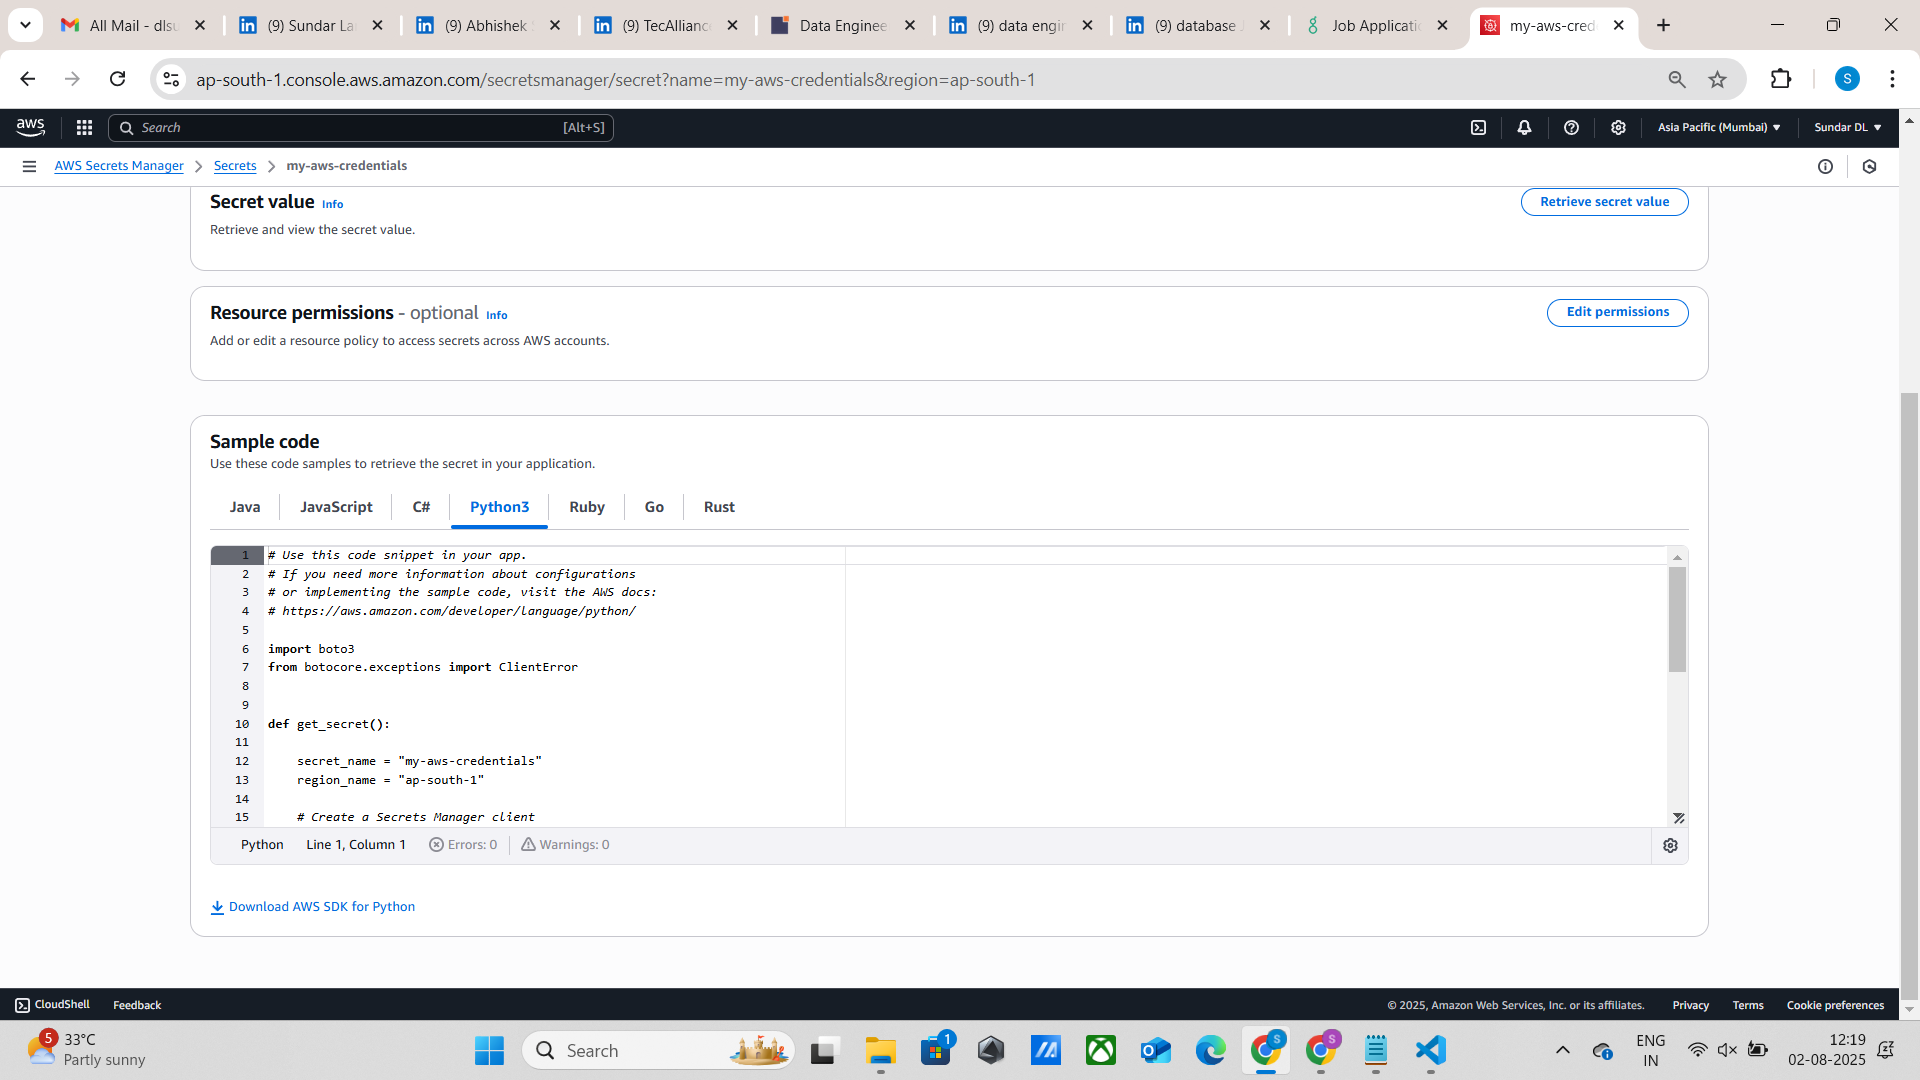 All Mail - dlsu
(9) Sundar La
(9) Abhishek S
(9) TecAlliance
Data Enginee
(9) data engin
(9) database J
Job Applicati
my-aws-cred
ap-south-1.console.aws.amazon.com/secretsmanager/secret?name=my-aws-credentials&region=ap-south-1
S
aws
Search
[Alt+S]
Asia Pacific (Mumbai)
Sundar DL
AWS Secrets Manager
Secrets
my-aws-credentials
Secret value Info
Retrieve secret value
Retrieve and view the secret value.
Resource permissions - optional Info
Edit permissions
Add or edit a resource policy to access secrets across AWS accounts.
Sample code
Use these code samples to retrieve the secret in your application.
Java
JavaScript
C#
Python3
Ruby
Go
Rust
1 # Use this code snippet in your app.
2 # If you need more information about configurations
3 # or implementing the sample code, visit the AWS docs:
4 # https://aws.amazon.com/developer/language/python/
5
6 import boto3
7 from botocore.exceptions import ClientError
8
9
10 def get_secret():
11
12     secret_name = "my-aws-credentials"
13     region_name = "ap-south-1"
14
15     # Create a Secrets Manager client
Python
Line 1, Column 1
Errors: 0
Warnings: 0
Download AWS SDK for Python
CloudShell
Feedback
© 2025, Amazon Web Services, Inc. or its affiliates.
Privacy
Terms
Cookie preferences
5
33°C
Partly sunny
Search
1
S
S
ENG
IN
12:19
02-08-2025